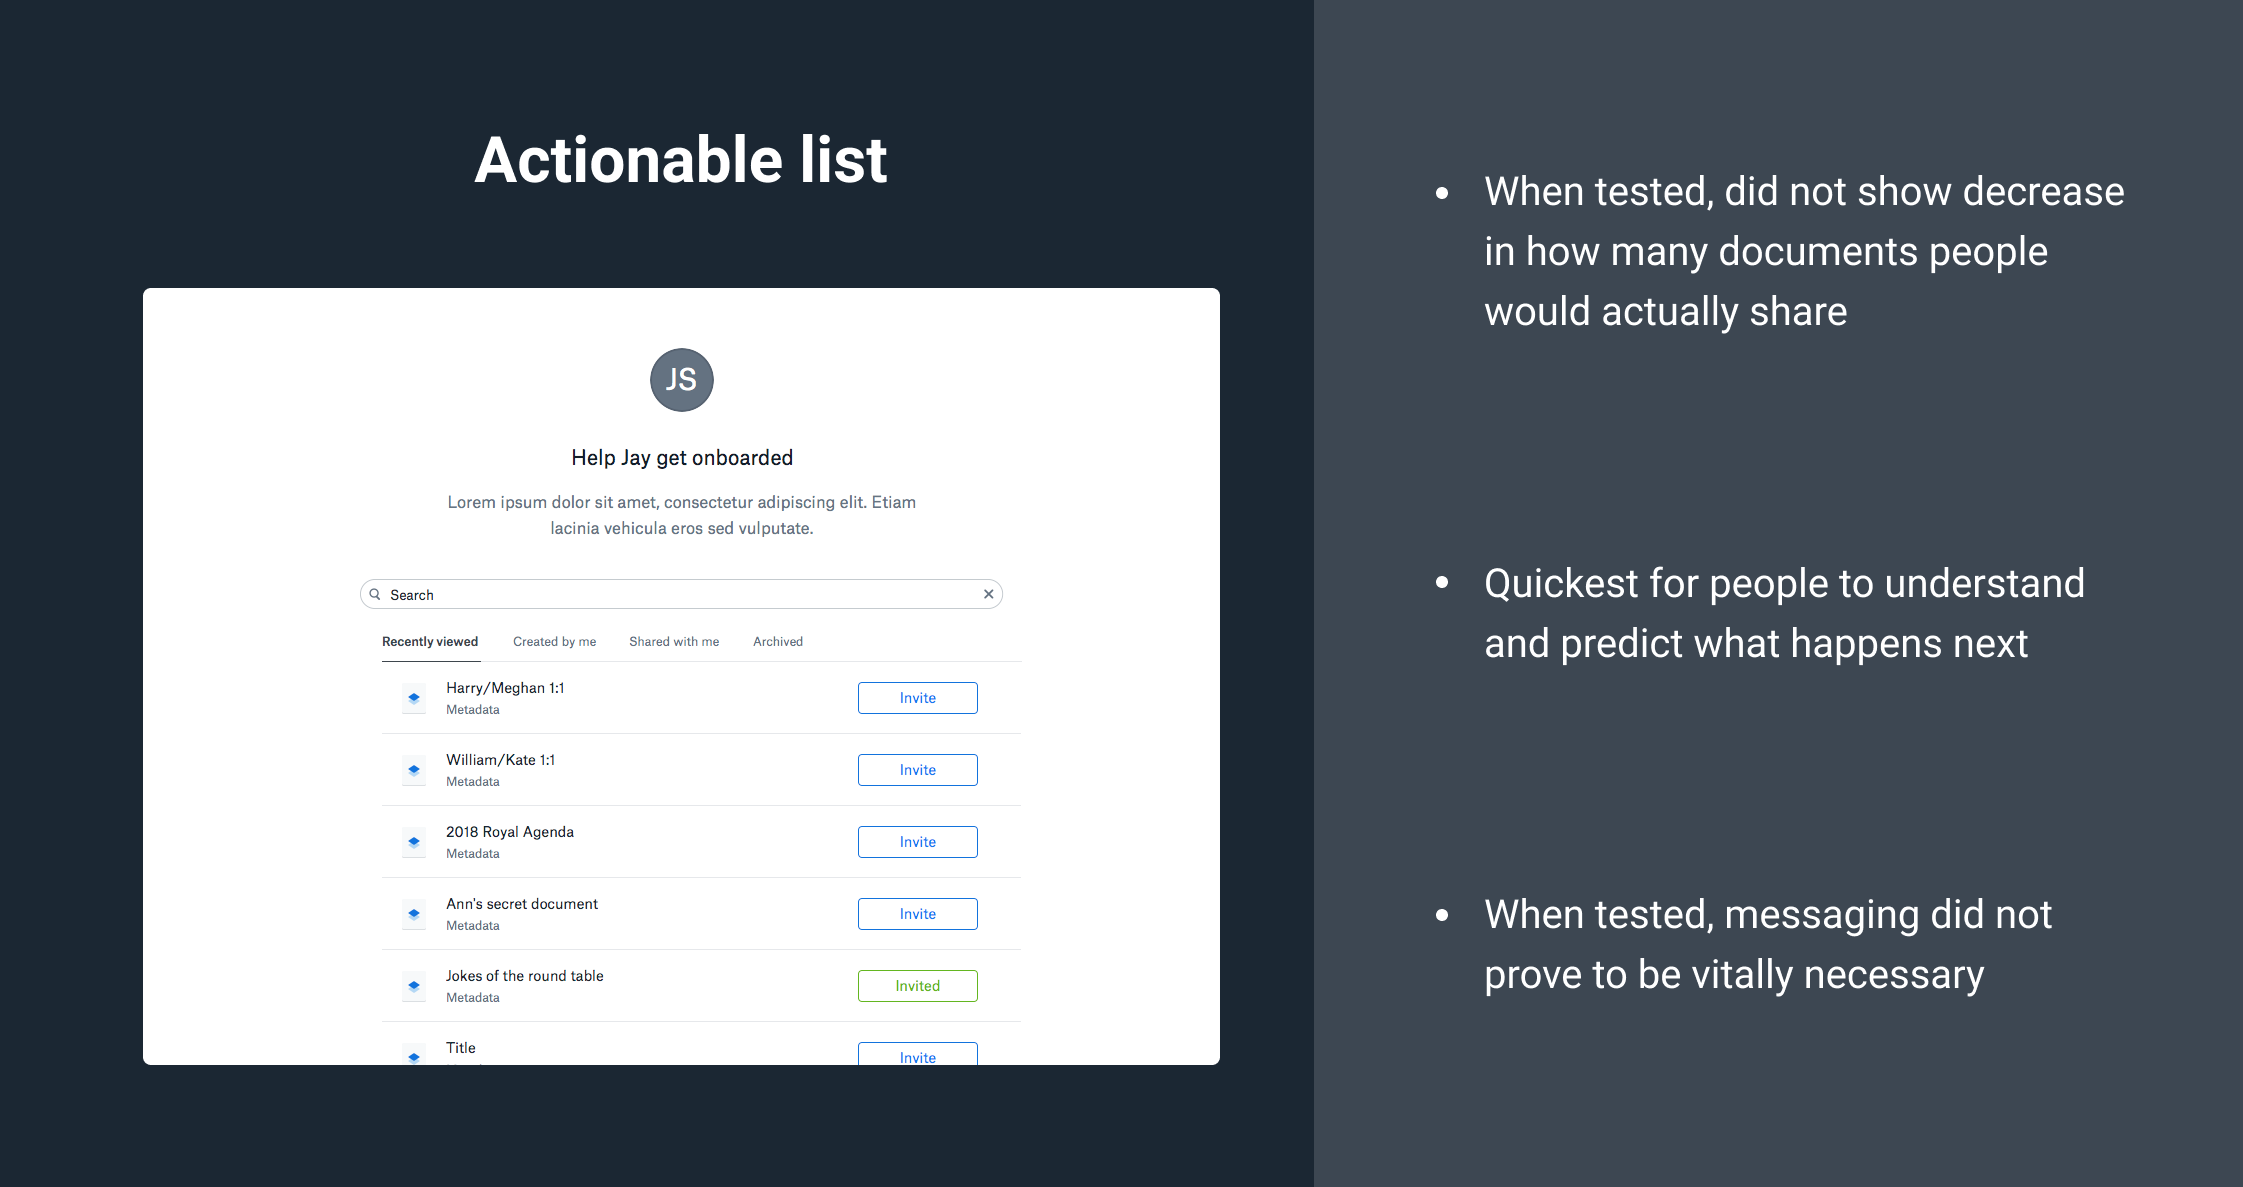 Actionable list
JS
Help Jay get onboarded
Lorem ipsum dolor sit amet, consectetur adipiscing elit. Etiam
lacinia vehicula eros sed vulputate.
Search
Recently viewed Created by me Shared with me Archived
Harry/Meghan 1:1
Metadata
Invite
William/Kate 1:1
Metadata
Invite
2018 Royal Agenda
Metadata
Invite
Ann's secret document
Metadata
Invite
Jokes of the round table
Metadata
Invited
Title
Invite
• When tested, did not show decrease
in how many documents people
would actually share
• Quickest for people to understand
and predict what happens next
• When tested, messaging did not
prove to be vitally necessary